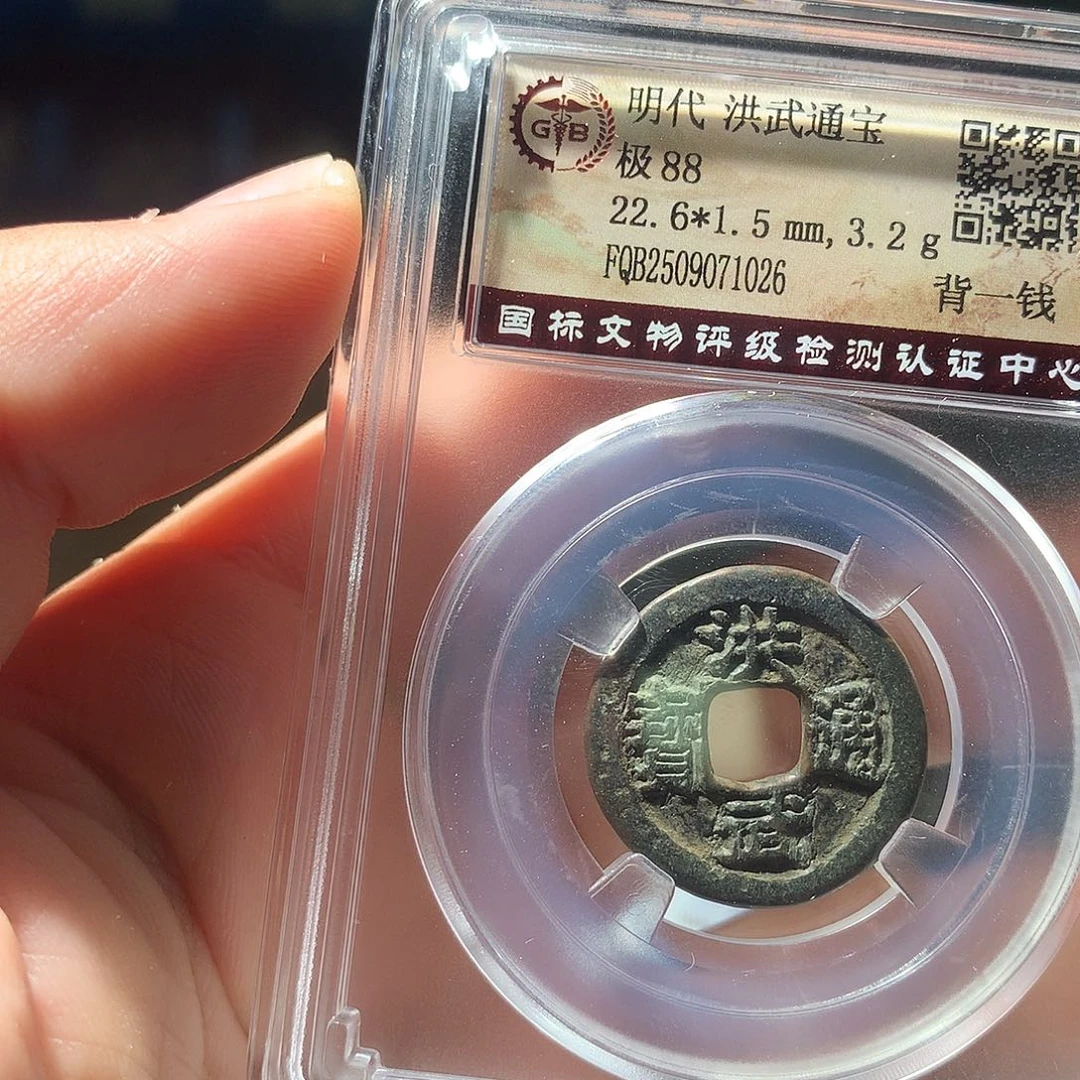 GB
明代 洪武通宝
极88
22.6*1.5 mm, 3.2 g
FQB2509071026
背一钱
国标文物评级检测认证中心
洪武通寳